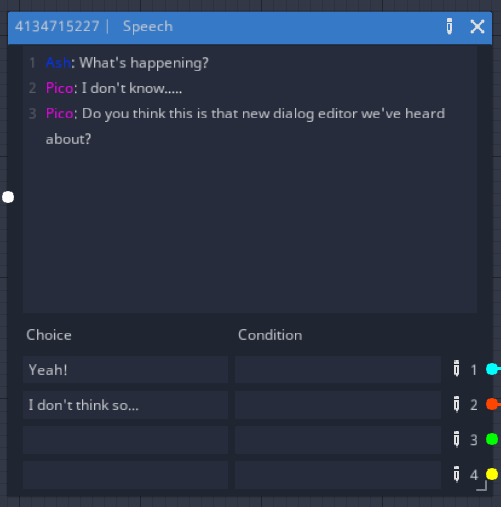 4134715227 | Speech
1 Ash: What's happening?
2 Pico: I don't know.....
3 Pico: Do you think this is that new dialog editor we've heard
about?
Choice Condition
Yeah! 1
I don't think so... 2
3
4